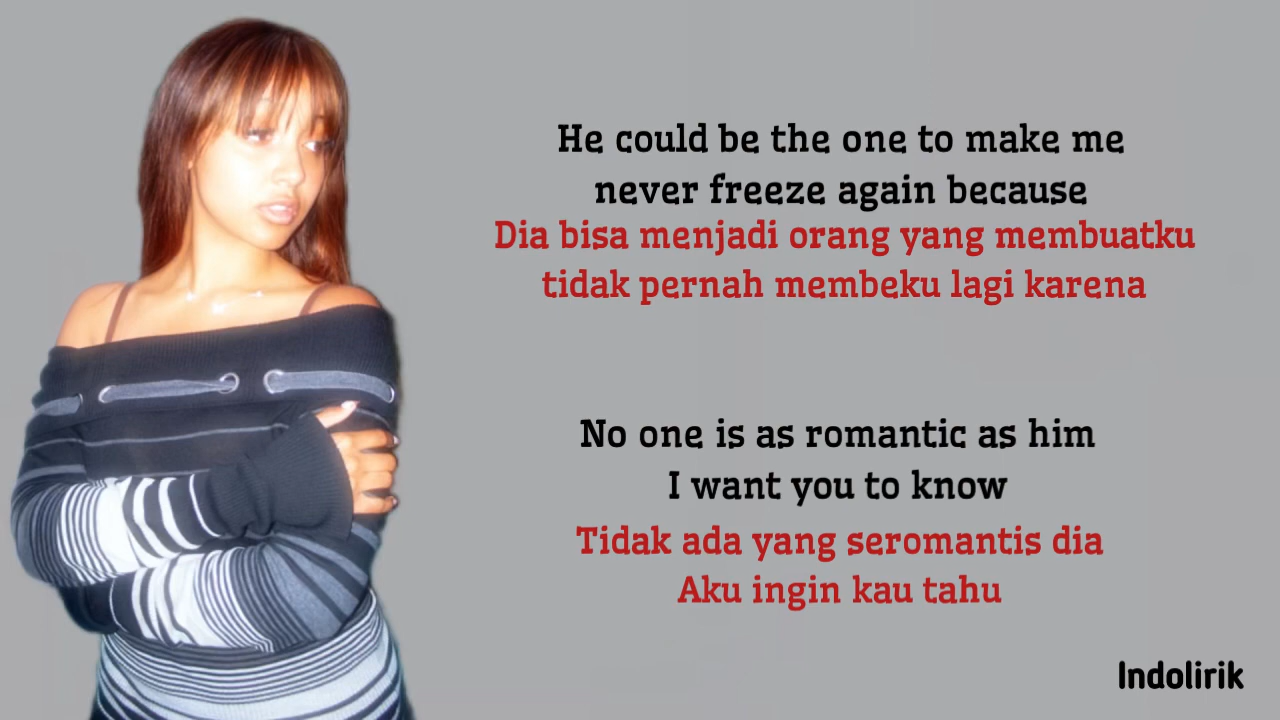 He could be the one to make me
never freeze again because
Dia bisa menjadi orang yang membuatku
tidak pernah membeku lagi karena
No one is as romantic as him
I want you to know
Tidak ada yang seromantis dia
Aku ingin kau tahu
Indolirik